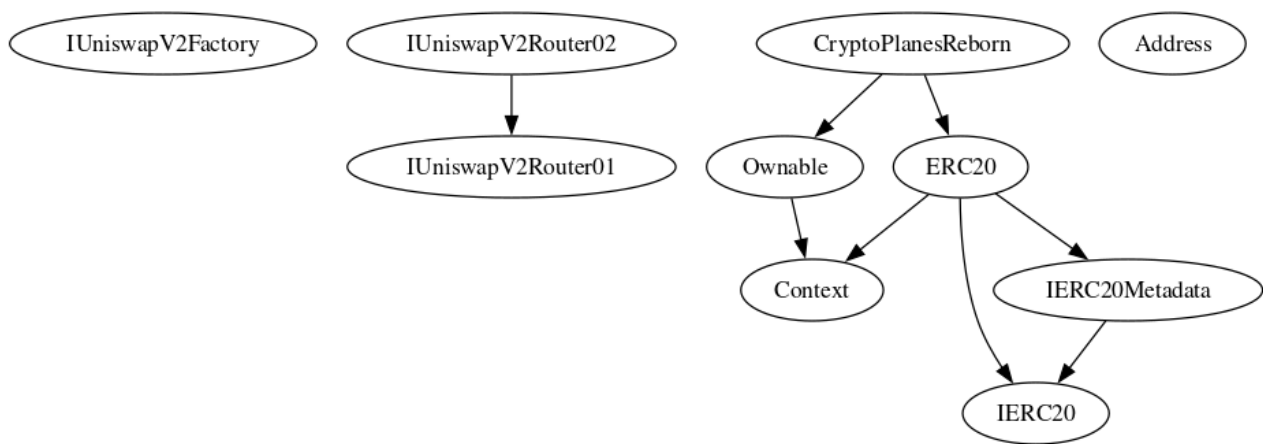 IUniswapV2Factory
IUniswapV2Router02
CryptoPlanesReborn
Address
IUniswapV2Router01
Ownable
ERC20
Context
IERC20Metadata
IERC20